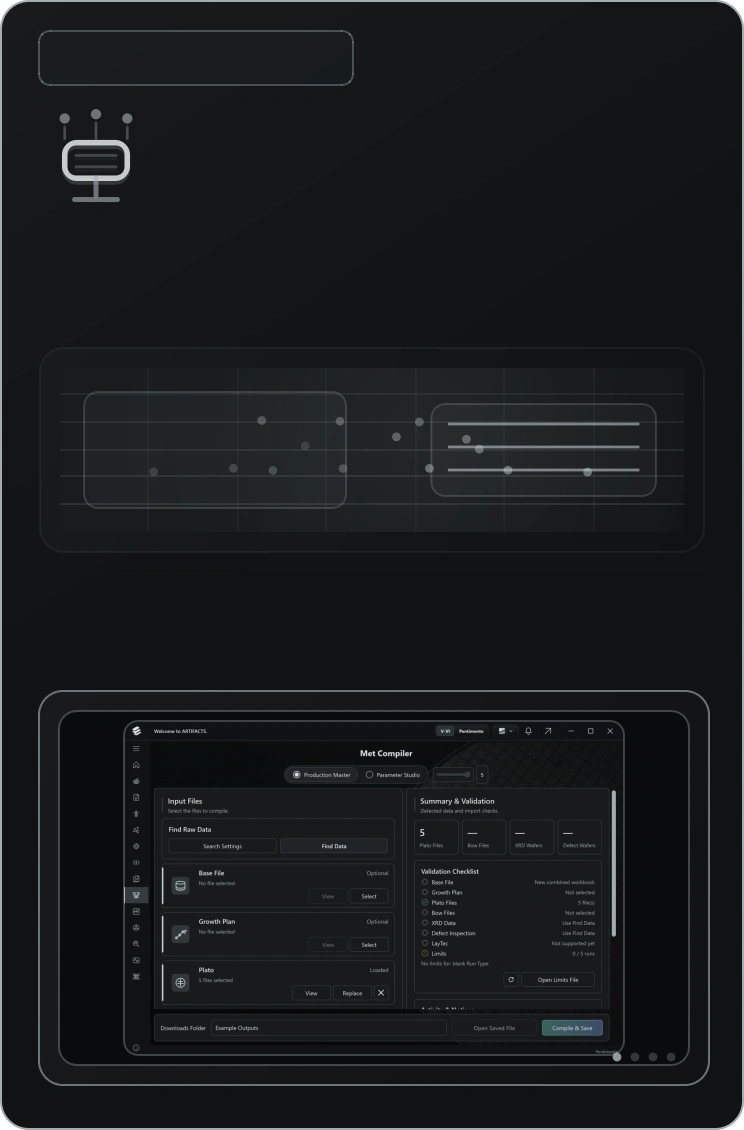 Welcome to ARTIFACTS.
V-VI Pentimento
Met Compiler
Production Master Parameter Studio 5
Input Files
Select the files to compile.
Find Raw Data
Search Settings Find Data
Base File Optional
No file selected
View Select
Growth Plan Optional
No file selected
View Select
Plato Loaded
5 files selected
View Replace
Summary & Validation
Detected data and import checks.
5 — — —
Plato Files Bow Files XRD Wafers Defect Wafers
Validation Checklist
Base File New combined workbook
Growth Plan Not selected
Plato Files 5 file(s)
Bow Files Not selected
XRD Data Use Find Data
Defect Inspection Use Find Data
LayTec Not supported yet
Limits 0 / 5 runs
No limits for: blank Run Type.
Open Limits File
Downloads Folder Example Outputs Open Saved File Compile & Save